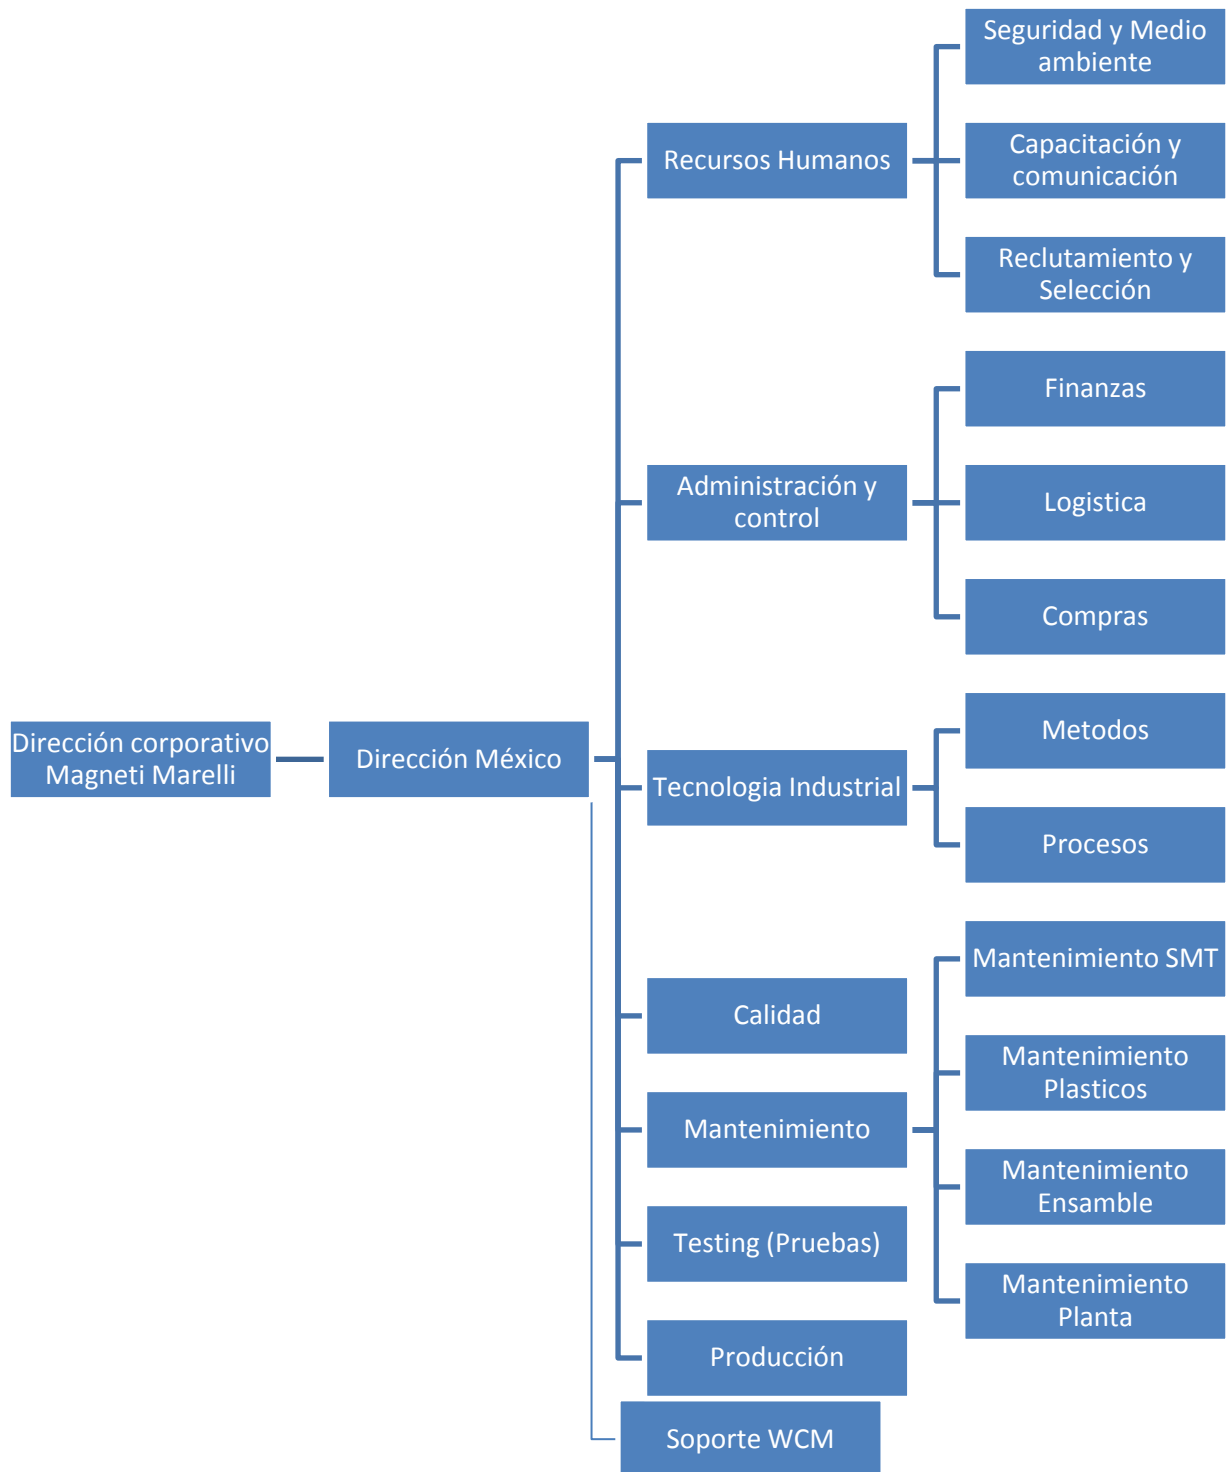 Dirección corporativo
Magneti Marelli
Dirección México
Recursos Humanos
Seguridad y Medio
ambiente
Capacitación y
comunicación
Reclutamiento y
Selección
Administración y
control
Finanzas
Logistica
Compras
Tecnologia Industrial
Metodos
Procesos
Calidad
Mantenimiento
Mantenimiento SMT
Mantenimiento
Plasticos
Mantenimiento
Ensamble
Mantenimiento
Planta
Testing (Pruebas)
Producción
Soporte WCM